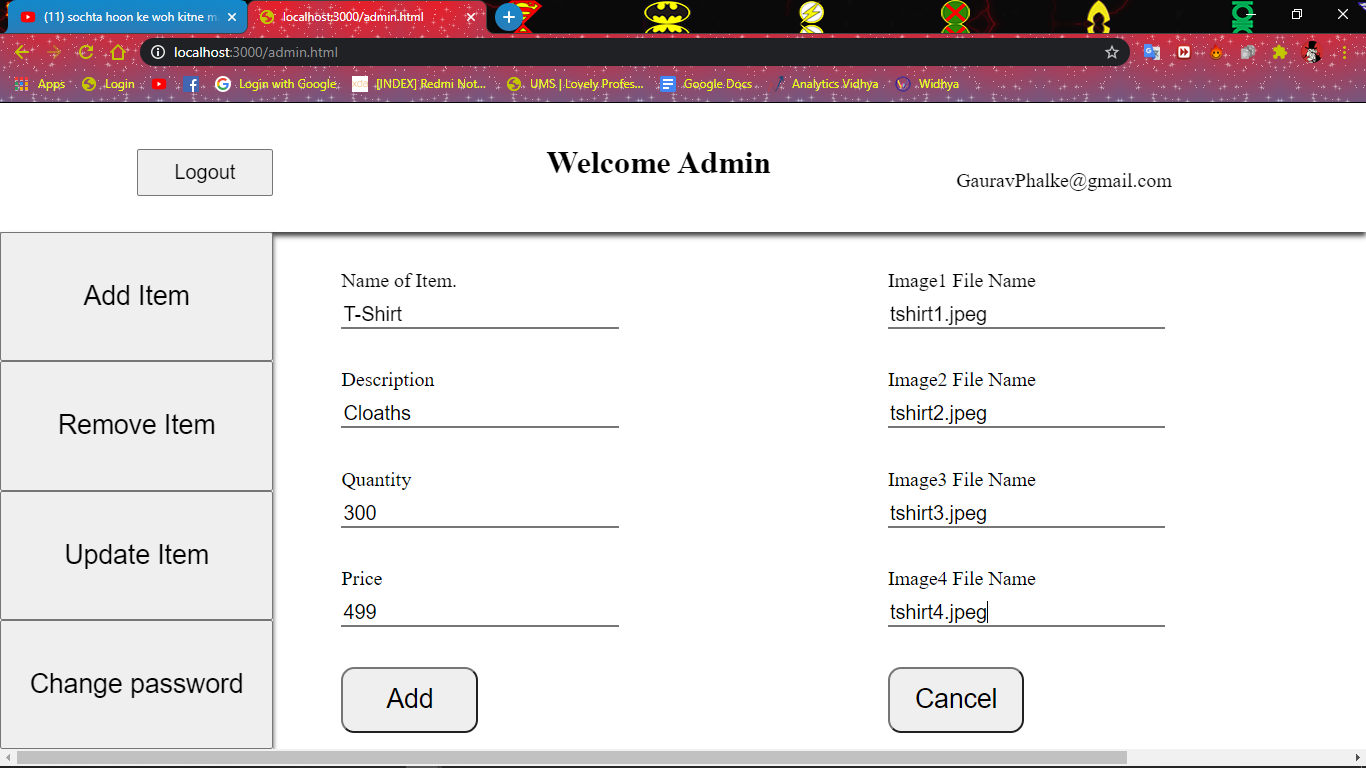 (11) sochta hoon ke woh kitne m
localhost:3000/admin.html
localhost:3000/admin.html
Apps Login Login with Google [INDEX] Redmi Not... UMS | Lovely Profes... Google Docs Analytics Vidhya Widhya
Logout
Welcome Admin
GauravPhalke@gmail.com
Add Item
Remove Item
Update Item
Change password
Name of Item.
T-Shirt
Description
Cloaths
Quantity
300
Price
499
Add
Image1 File Name
tshirt1.jpeg
Image2 File Name
tshirt2.jpeg
Image3 File Name
tshirt3.jpeg
Image4 File Name
tshirt4.jpeg
Cancel